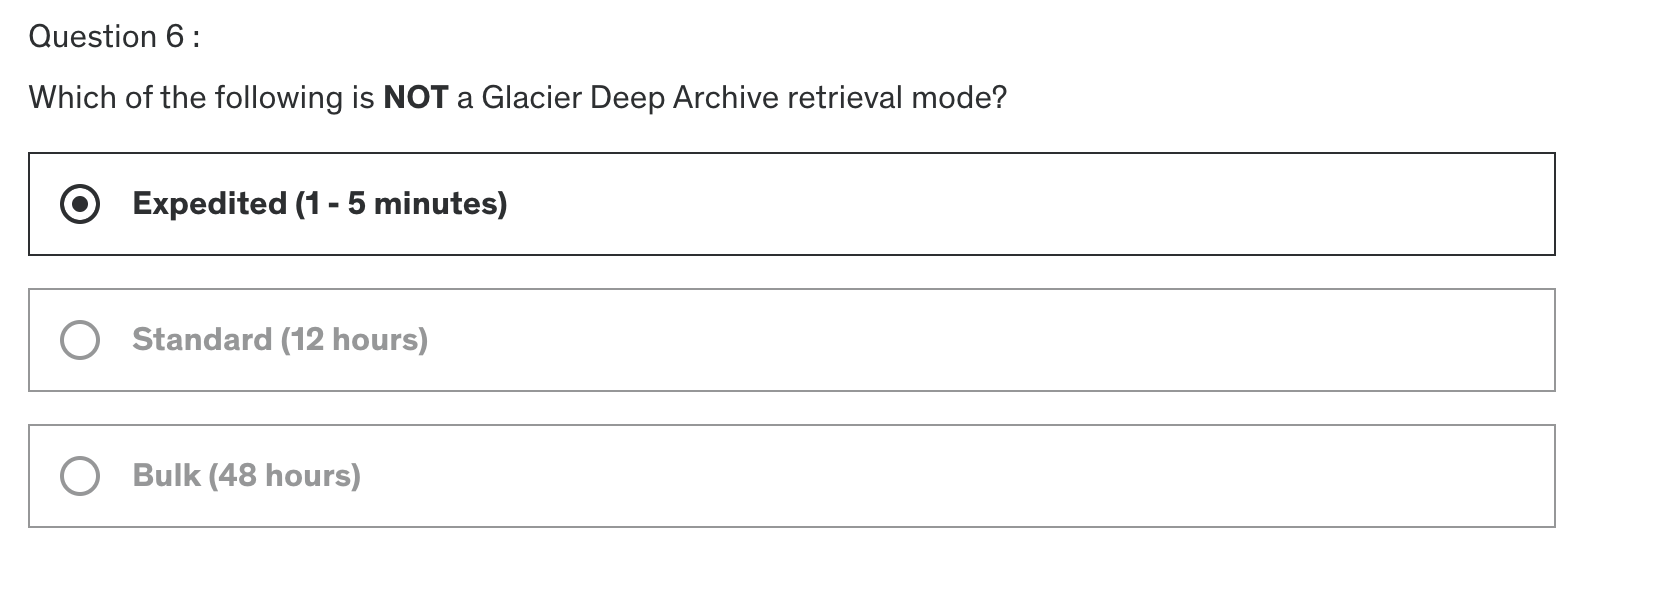 Question 6 :
Which of the following is NOT a Glacier Deep Archive retrieval mode?
Expedited (1 - 5 minutes)
Standard (12 hours)
Bulk (48 hours)